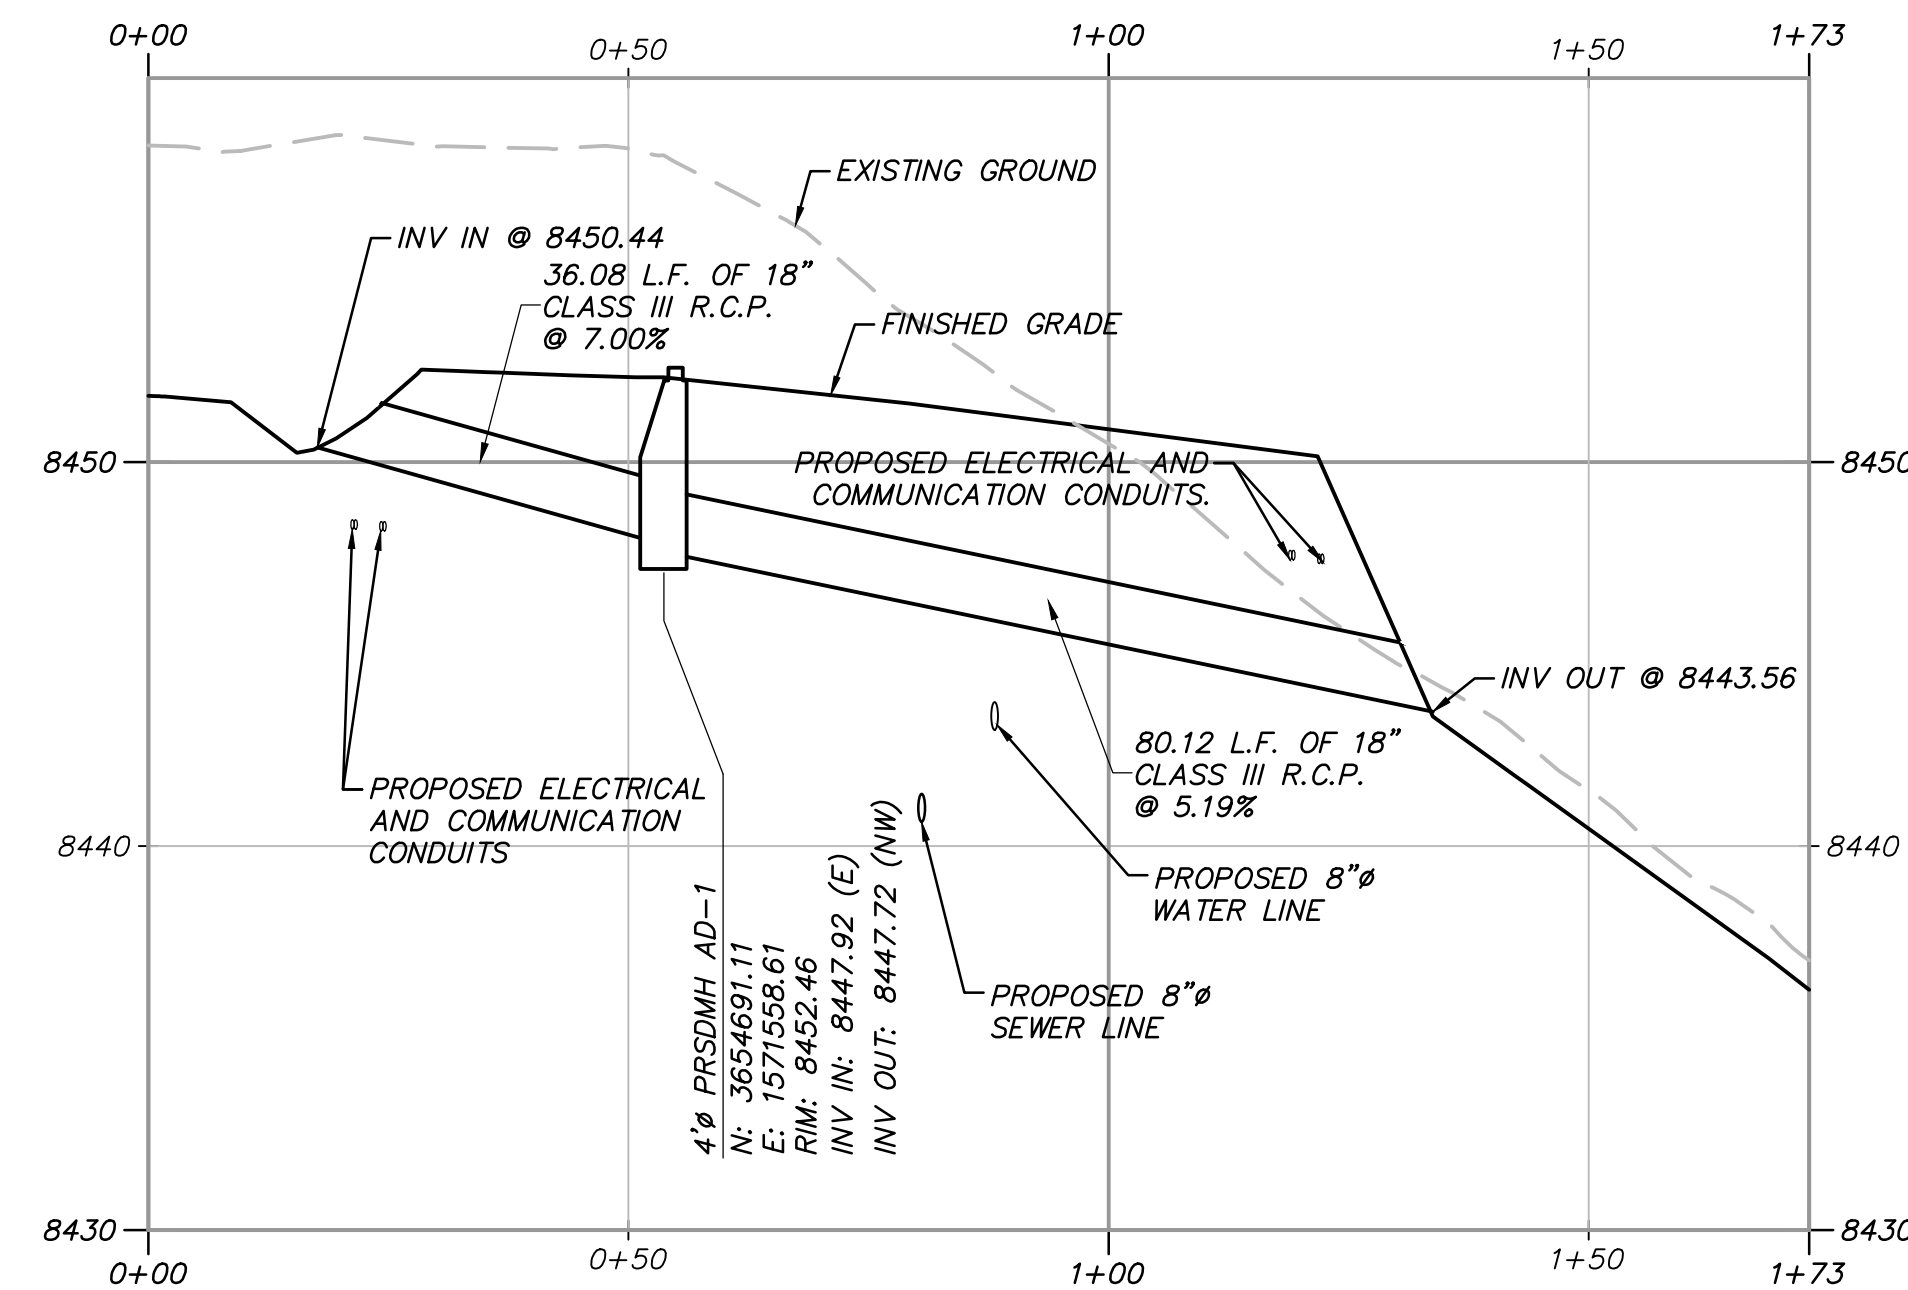 0+00
0+50
1+00
1+50
1+73
EXISTING GROUND
INV IN @ 8450.44
36.08 L.F. OF 18"
CLASS III R.C.P.
@ 7.00%
FINISHED GRADE
8450
8450
PROPOSED ELECTRICAL AND
COMMUNICATION CONDUITS.
INV OUT @ 8443.56
80.12 L.F. OF 18"
CLASS III R.C.P.
@ 5.19%
PROPOSED ELECTRICAL
AND COMMUNICATION
CONDUITS
8440
8440
PROPOSED 8"ø
WATER LINE
PROPOSED 8"ø
SEWER LINE
4'ø PRSDMH AD-1
N: 3654691.11
E: 1571558.61
RIM: 8452.46
INV IN: 8447.92 (E)
INV OUT: 8447.72 (NW)
8430
8430
0+00
0+50
1+00
1+50
1+73